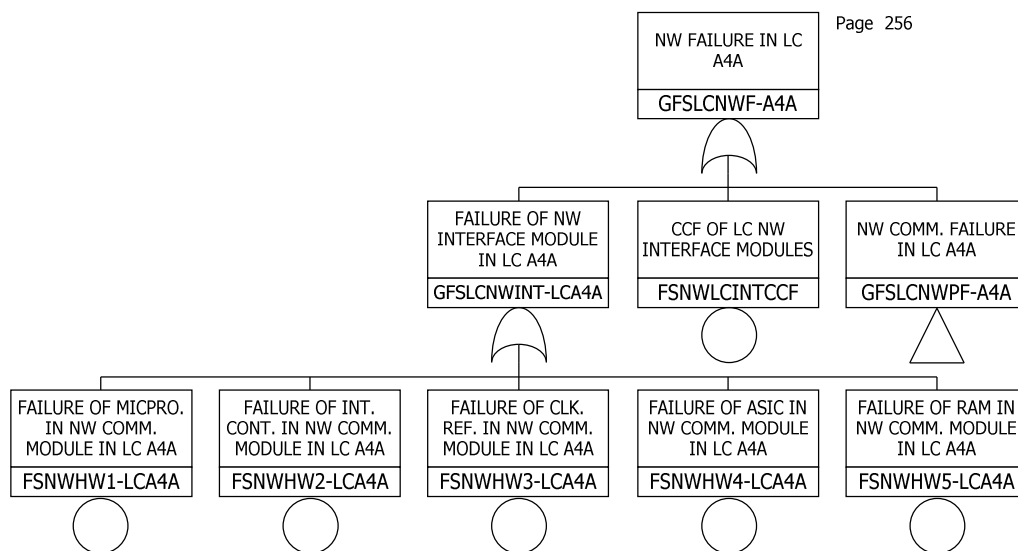 Page 256
NW FAILURE IN LC
A4A
GFSLCNWF-A4A
FAILURE OF NW
INTERFACE MODULE
IN LC A4A
GFSLCNWINT-LCA4A
CCF OF LC NW
INTERFACE MODULES
FSNWLCINTCCF
NW COMM. FAILURE
IN LC A4A
GFSLCNWPF-A4A
FAILURE OF MICPRO.
IN NW COMM.
MODULE IN LC A4A
FSNWHW1-LCA4A
FAILURE OF INT.
CONT. IN NW COMM.
MODULE IN LC A4A
FSNWHW2-LCA4A
FAILURE OF CLK.
REF. IN NW COMM.
MODULE IN LC A4A
FSNWHW3-LCA4A
FAILURE OF ASIC IN
NW COMM. MODULE
IN LC A4A
FSNWHW4-LCA4A
FAILURE OF RAM IN
NW COMM. MODULE
IN LC A4A
FSNWHW5-LCA4A